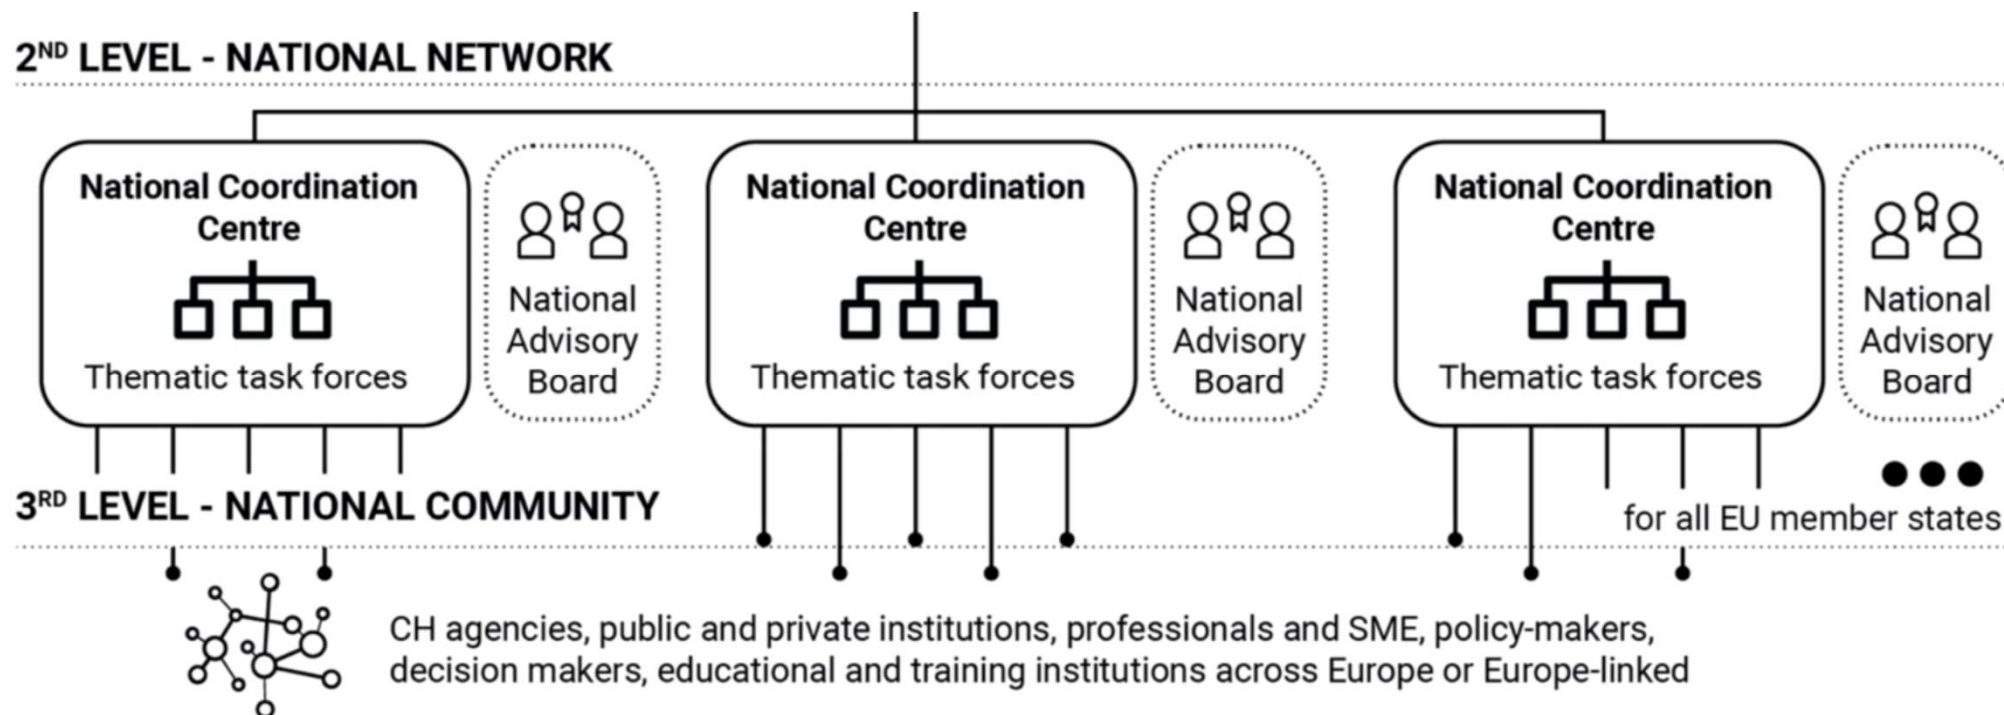 2ND LEVEL - NATIONAL NETWORK
National Coordination
Centre
Thematic task forces
National
Advisory
Board
National Coordination
Centre
Thematic task forces
National
Advisory
Board
National Coordination
Centre
Thematic task forces
National
Advisory
Board
3RD LEVEL - NATIONAL COMMUNITY
for all EU member states
CH agencies, public and private institutions, professionals and SME, policy-makers,
decision makers, educational and training institutions across Europe or Europe-linked